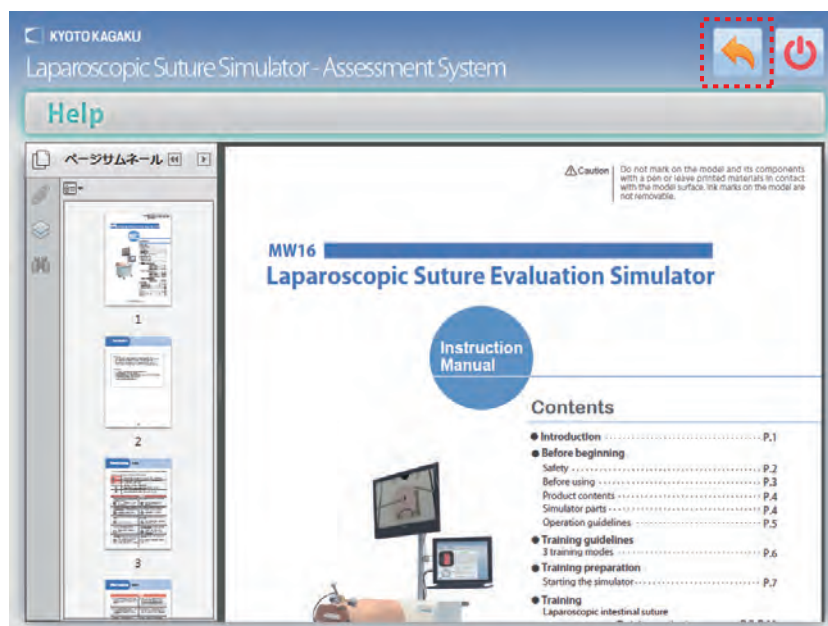 KYOTO KAGAKU
Laparoscopic Suture Simulator - Assessment System
Help
ページサムネール
Caution
Do not mark on the model and its components
with a pen or leave printed materials in contact
with the model surface. Ink marks on the model are
not removable.
MW16
Laparoscopic Suture Evaluation Simulator
Instruction
Manual
Contents
● Introduction ······ P.1
● Before beginning
Safety ······ P.2
Before using ······ P.3
Product contents ······ P.4
Simulator parts ······ P.4
Operation guidelines ······ P.5
● Training guidelines
3 training modes ······ P.6
● Training preparation
Starting the simulator ······ P.7
● Training
Laparoscopic intestinal suture
1
2
3